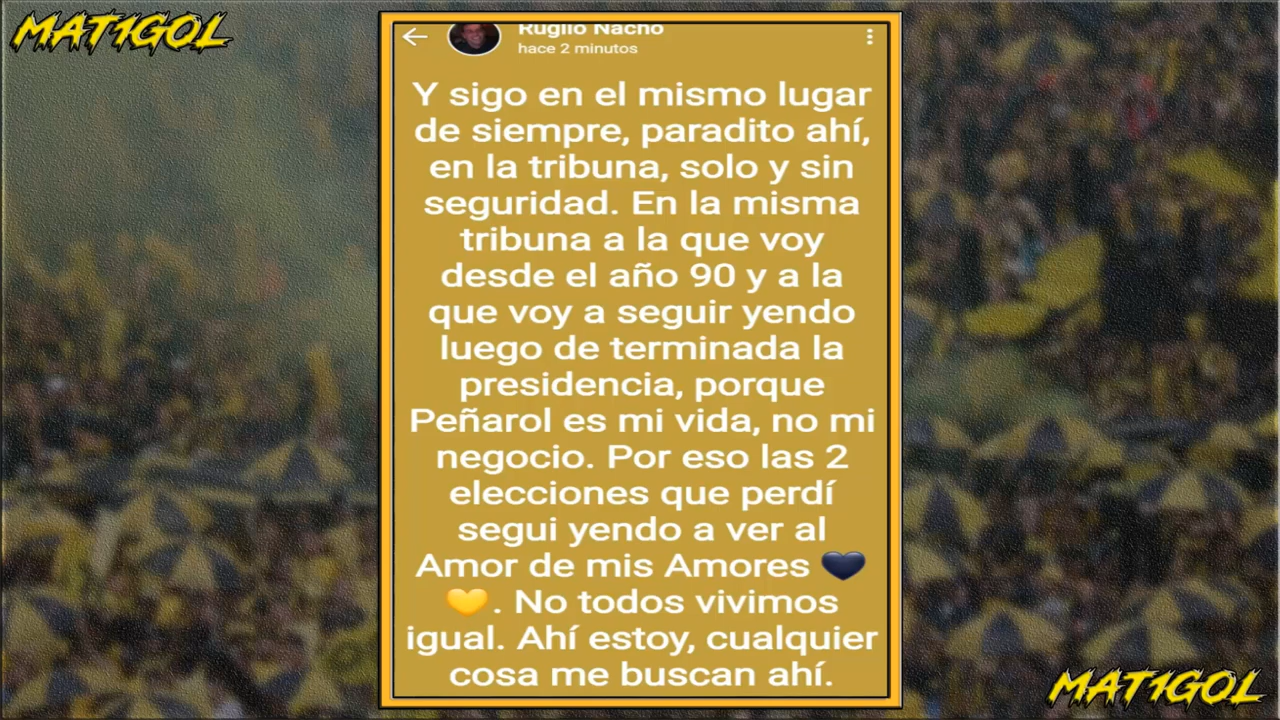 MAT1GOL
Ruglio Nacho
hace 2 minutos
Y sigo en el mismo lugar
de siempre, paradito ahí,
en la tribuna, solo y sin
seguridad. En la misma
tribuna a la que voy
desde el año 90 y a la
que voy a seguir yendo
luego de terminada la
presidencia, porque
Peñarol es mi vida, no mi
negocio. Por eso las 2
elecciones que perdí
segui yendo a ver al
Amor de mis Amores 🖤
💛. No todos vivimos
igual. Ahí estoy, cualquier
cosa me buscan ahí.
MAT1GOL